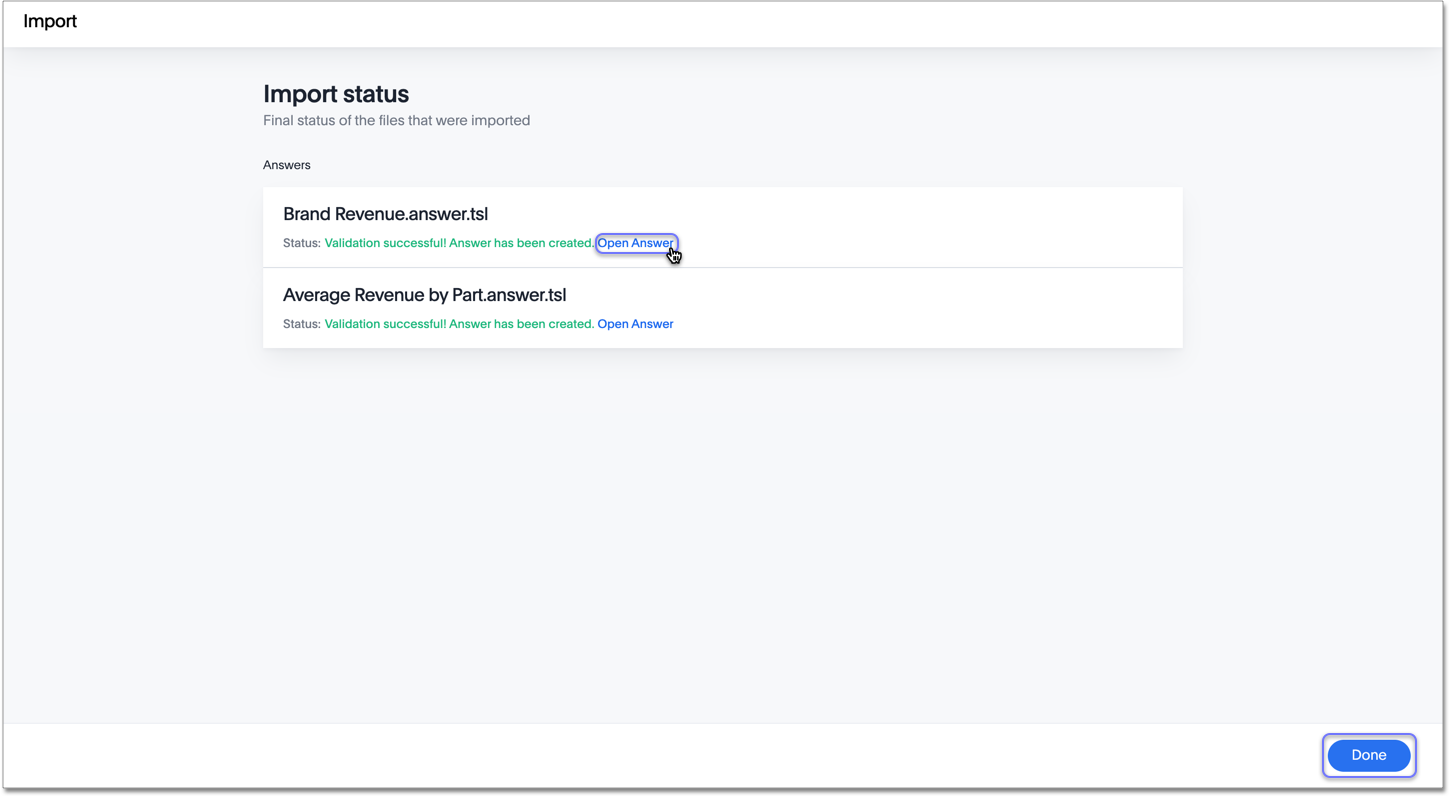 Import
Import status
Final status of the files that were imported
Answers
Brand Revenue.answer.tsl
Status: Validation successful! Answer has been created. Open Answer
Average Revenue by Part.answer.tsl
Status: Validation successful! Answer has been created. Open Answer
Done